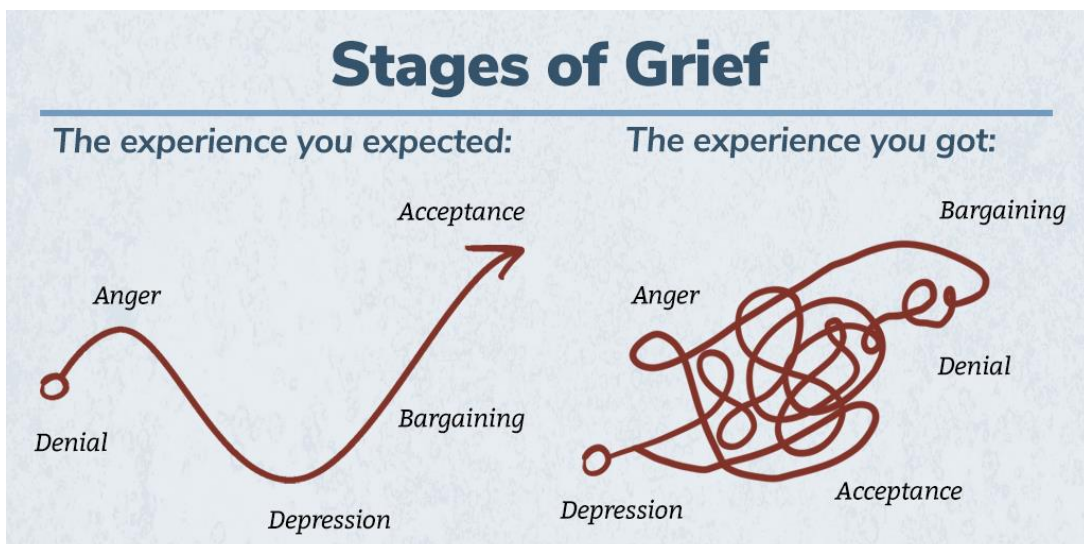 Stages of Grief
The experience you expected:
Acceptance
Anger
Bargaining
Denial
Depression
The experience you got:
Bargaining
Anger
Denial
Acceptance
Depression